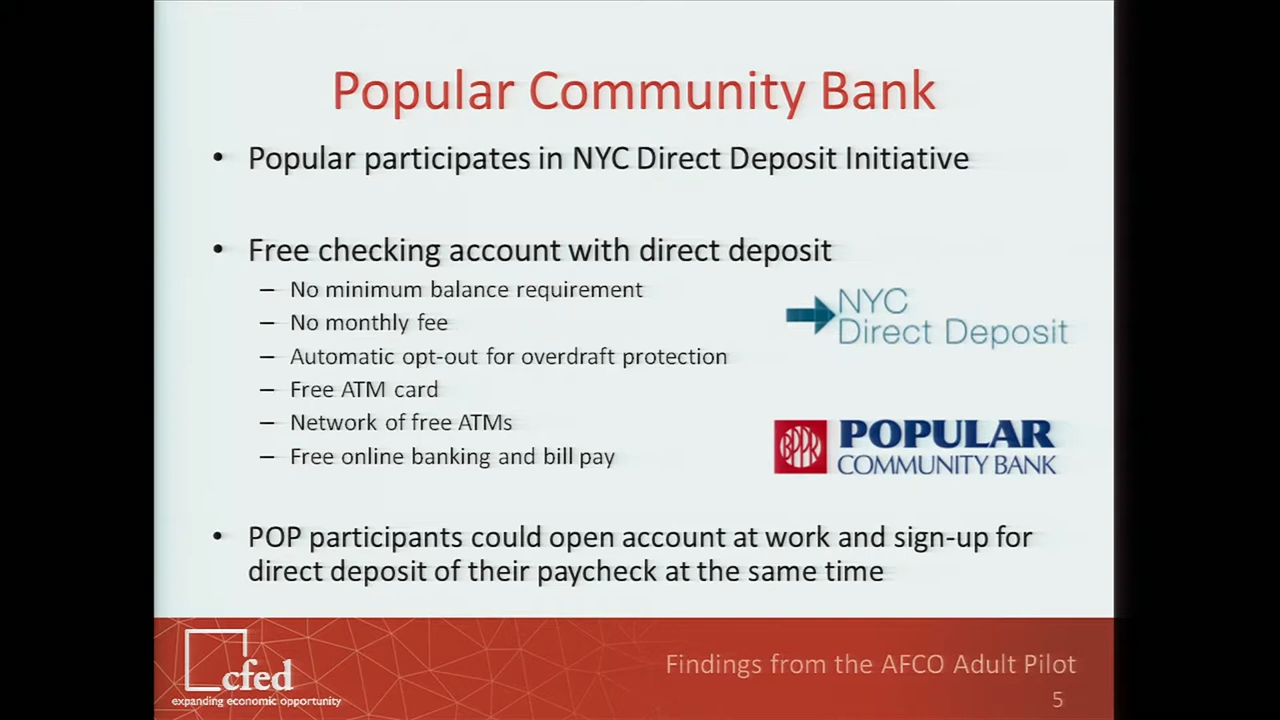 Popular Community Bank
• Popular participates in NYC Direct Deposit Initiative
• Free checking account with direct deposit
– No minimum balance requirement
– No monthly fee
– Automatic opt-out for overdraft protection
– Free ATM card
– Network of free ATMs
– Free online banking and bill pay
NYC
Direct Deposit
BPPR
POPULAR
COMMUNITY BANK
• POP participants could open account at work and sign-up for
direct deposit of their paycheck at the same time
cfed
expanding economic opportunity
Findings from the AFCO Adult Pilot
5